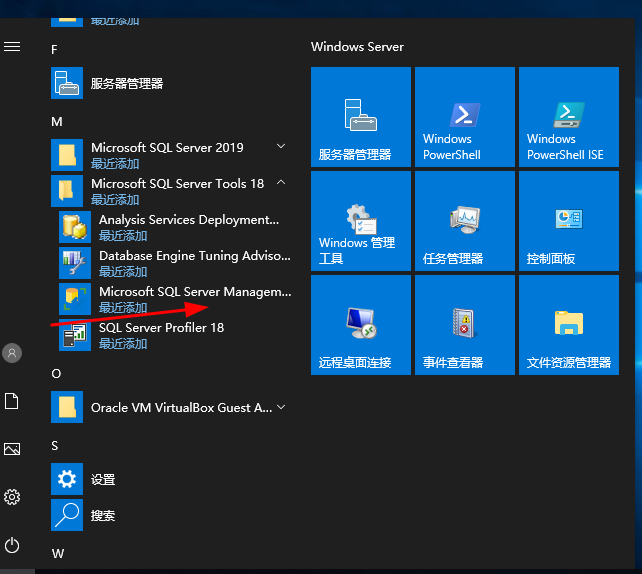 最近添加
F
服务器管理器
M
Microsoft SQL Server 2019
最近添加
Microsoft SQL Server Tools 18
最近添加
Analysis Services Deployment...
最近添加
Database Engine Tuning Adviso...
最近添加
Microsoft SQL Server Managem...
最近添加
SQL Server Profiler 18
最近添加
O
Oracle VM VirtualBox Guest A...
S
设置
搜索
W
Windows Server
服务器管理器
Windows
PowerShell
Windows
PowerShell ISE
Windows 管理
工具
任务管理器
控制面板
远程桌面连接
事件查看器
文件资源管理器